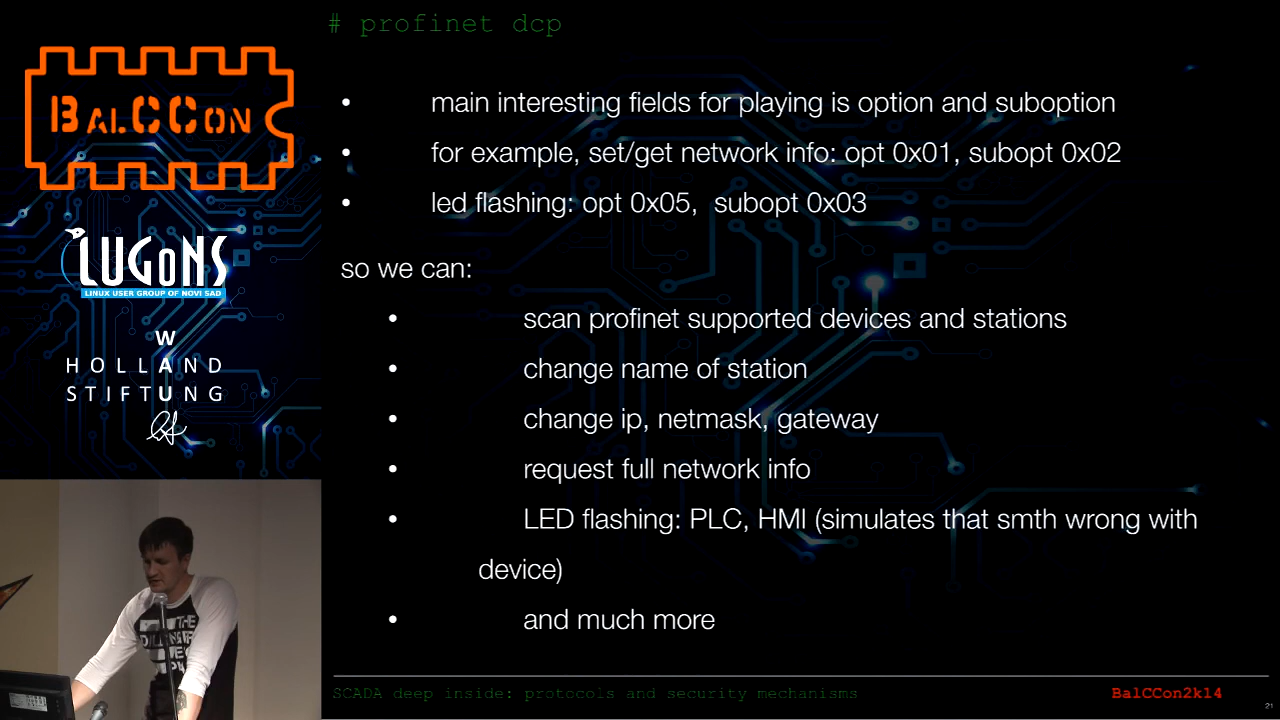 # profinet dcp
BALCCON
LUGONS
LINUX USER GROUP OF NOVI SAD
W
HOLLAND
STIFTUNG
• main interesting fields for playing is option and suboption
• for example, set/get network info: opt 0x01, subopt 0x02
• led flashing: opt 0x05, subopt 0x03
so we can:
• scan profinet supported devices and stations
• change name of station
• change ip, netmask, gateway
• request full network info
• LED flashing: PLC, HMI (simulates that smth wrong with
device)
• and much more
THE
SCADA deep inside: protocols and security mechanisms
BalCCon2k14
21